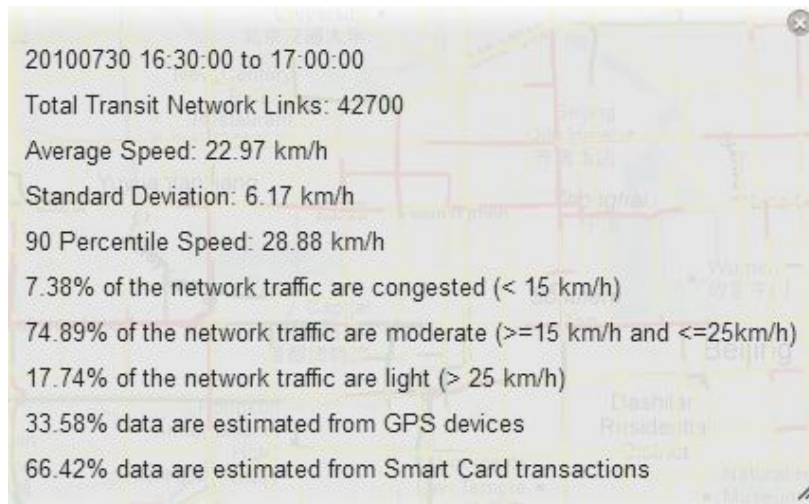 20100730 16:30:00 to 17:00:00
Total Transit Network Links: 42700
Average Speed: 22.97 km/h
Standard Deviation: 6.17 km/h
90 Percentile Speed: 28.88 km/h
7.38% of the network traffic are congested (< 15 km/h)
74.89% of the network traffic are moderate (>=15 km/h and <=25km/h)
Beijing
17.74% of the network traffic are light (> 25 km/h)
33.58% data are estimated from GPS devices
66.42% data are estimated from Smart Card transactions